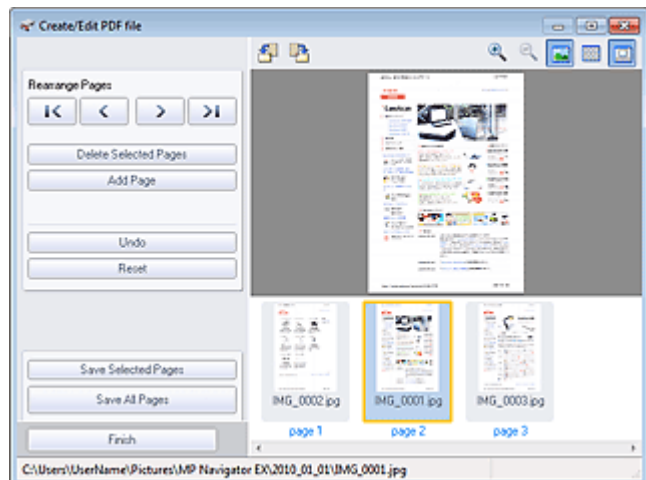 Create/Edit PDF file
Rearrange Pages
Delete Selected Pages
Add Page
Undo
Reset
Save Selected Pages
Save All Pages
Finish
IMG_0002.jpg
IMG_0001.jpg
IMG_0003.jpg
page 1
page 2
page 3
C:\Users\UserName\Pictures\MP Navigator EX\2010_01_01\IMG_0001.jpg